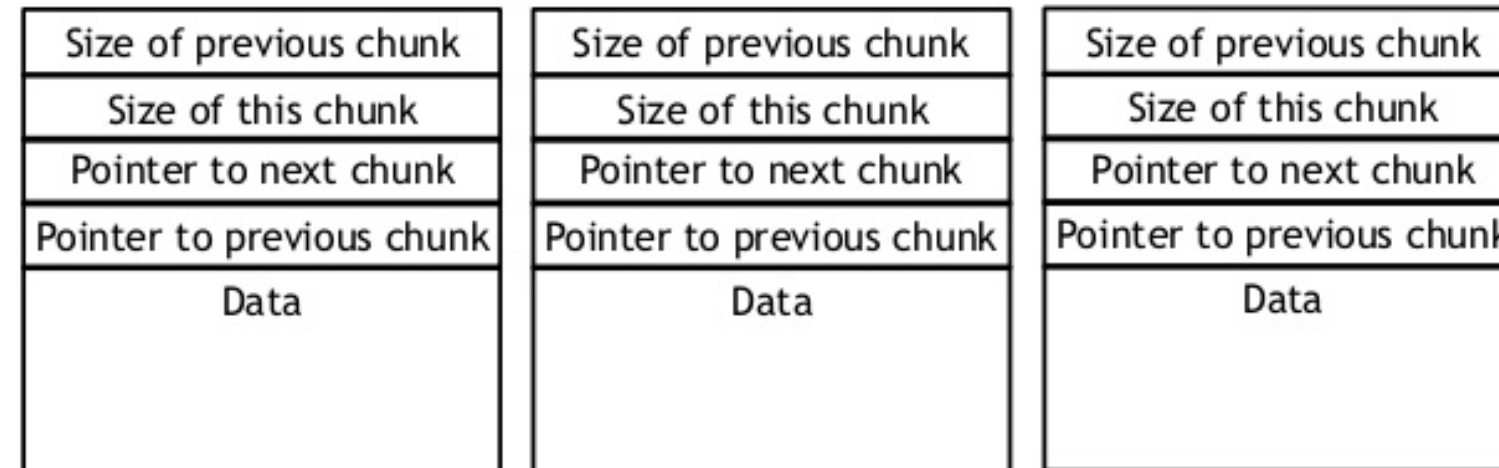 Size of previous chunk
Size of this chunk
Pointer to next chunk
Pointer to previous chunk
Data
Size of previous chunk
Size of this chunk
Pointer to next chunk
Pointer to previous chunk
Data
Size of previous chunk
Size of this chunk
Pointer to next chunk
Pointer to previous chunk
Data